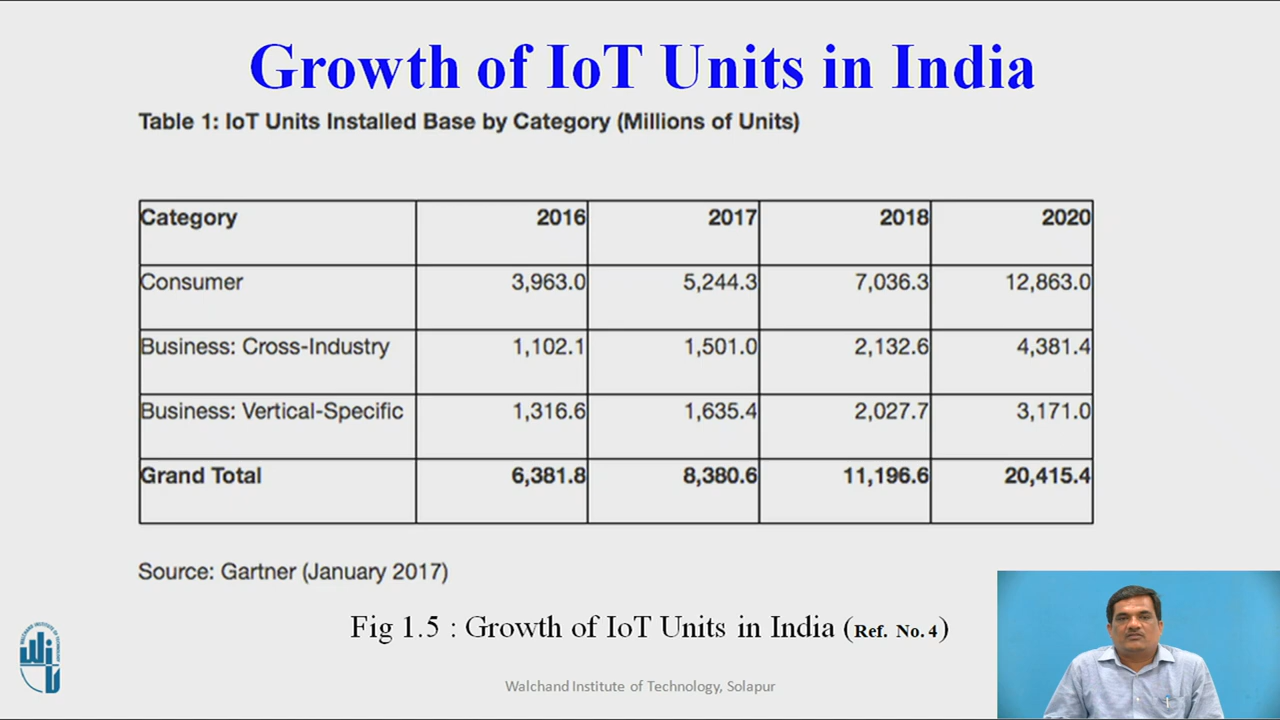 Growth of IoT Units in India
Table 1: IoT Units Installed Base by Category (Millions of Units)
Category 2016 2017 2018 2020
Consumer 3,963.0 5,244.3 7,036.3 12,863.0
Business: Cross-Industry 1,102.1 1,501.0 2,132.6 4,381.4
Business: Vertical-Specific 1,316.6 1,635.4 2,027.7 3,171.0
Grand Total 6,381.8 8,380.6 11,196.6 20,415.4
Source: Gartner (January 2017)
Fig 1.5 : Growth of IoT Units in India (Ref. No. 4)
WALCHAND INSTITUTE OF TECHNOLOGY
WIT
Walchand Institute of Technology, Solapur